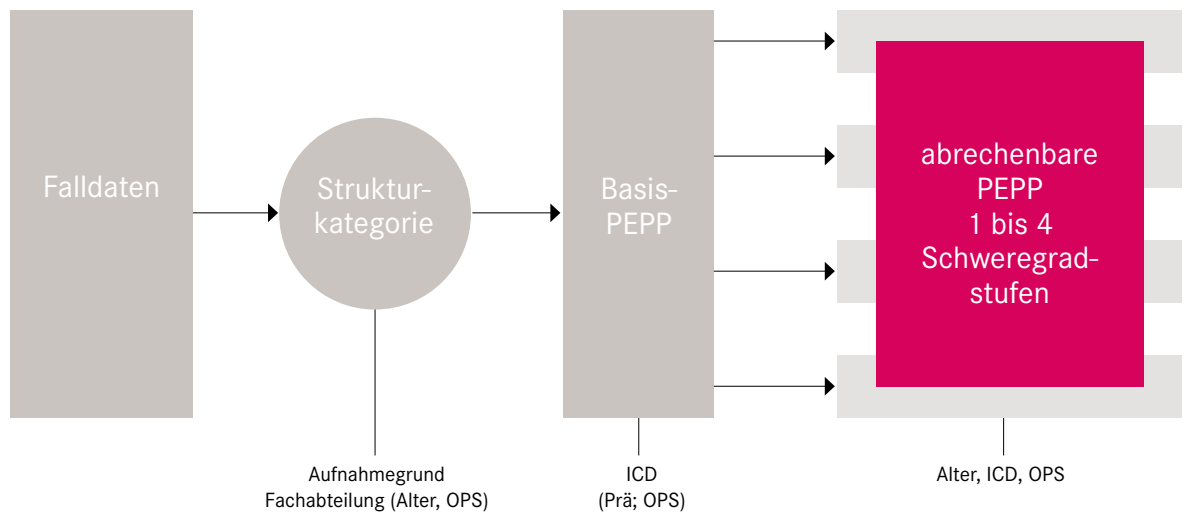 Falldaten
Struktur-
kategorie
Basis-
PEPP
abrechenbare
PEPP
1 bis 4
Schweregrad-
stufen
Aufnahmegrund
Fachabteilung (Alter, OPS)
ICD
(Prä; OPS)
Alter, ICD, OPS